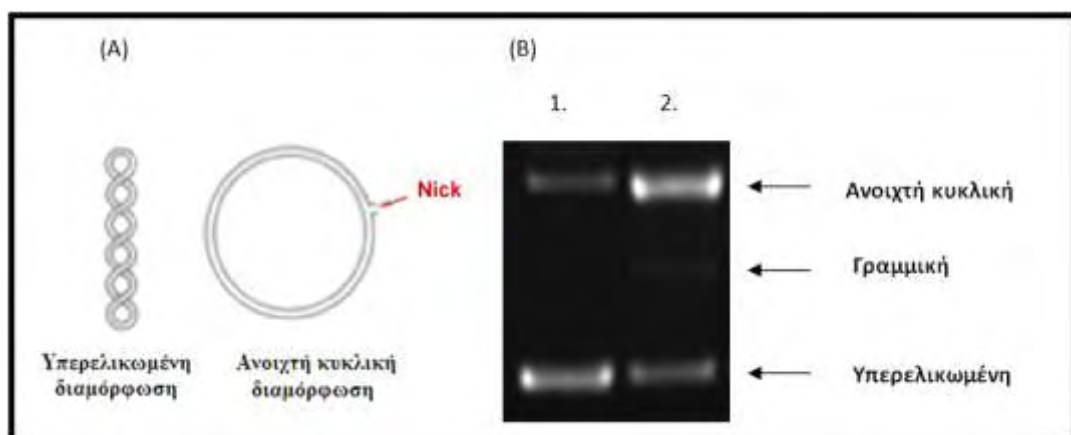 (A)
Nick
Υπερελικωμένη
διαμόρφωση
Ανοιχτή κυκλική
διαμόρφωση
(B)
1.
2.
Ανοιχτή κυκλική
Γραμμική
Υπερελικωμένη